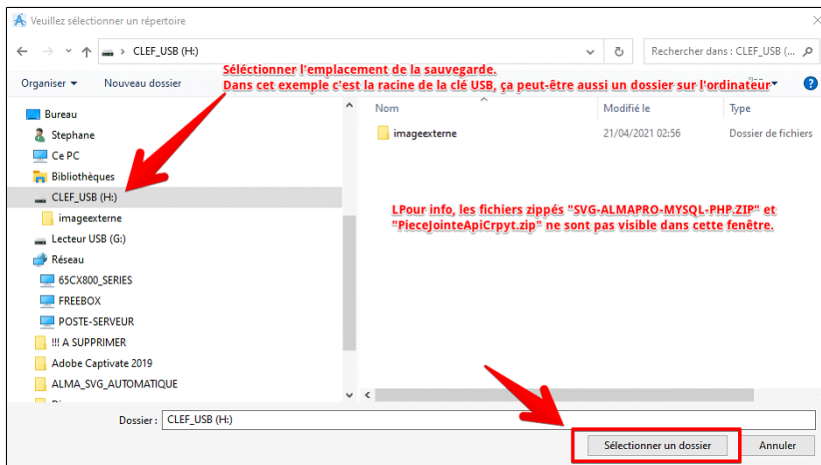 Veuillez sélectionner un répertoire
CLEF_USB (H:)
Rechercher dans : CLEF_USB (...
Organiser
Nouveau dossier
Séléctionner l'emplacement de la sauvegarde.
Dans cet exemple c'est la racine de la clé USB, ça peut-être aussi un dossier sur l'ordinateur
Bureau
Stephane
Ce PC
Bibliothèques
CLEF_USB (H:)
imageexterne
Lecteur USB (G:)
Réseau
65CX800_SERIES
FREEBOX
POSTE-SERVEUR
!!! A SUPPRIMER
Adobe Captivate 2019
ALMA_SVG_AUTOMATIQUE
Nom
Modifié le
Type
imageexterne
21/04/2021 02:56
Dossier de fichiers
LPour info, les fichiers zippés "SVG-ALMAPRO-MYSQL-PHP.ZIP" et
"PieceJointeApiCrpyt.zip" ne sont pas visible dans cette fenêtre.
Dossier : CLEF_USB (H:)
Sélectionner un dossier
Annuler